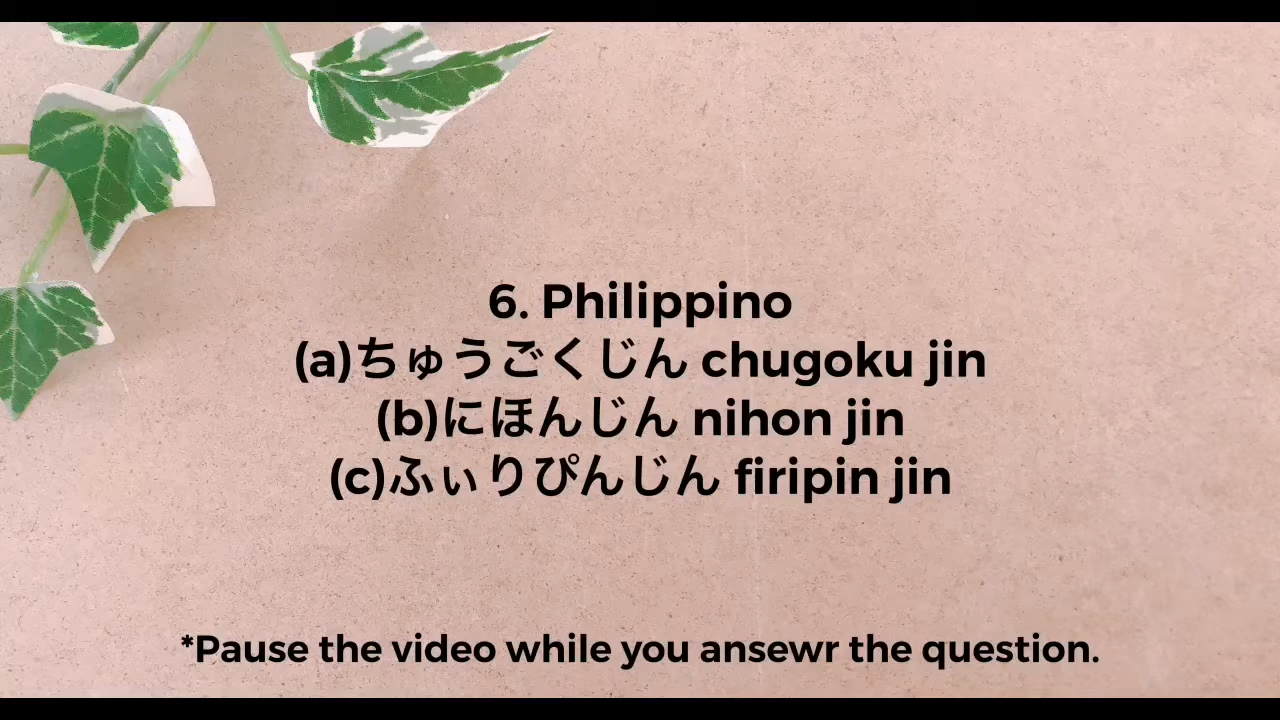 6. Philippino
(a)ちゅうごくじん chugoku jin
(b)にほんじん nihon jin
(c)ふぃりぴんじん firipin jin
*Pause the video while you ansewr the question.